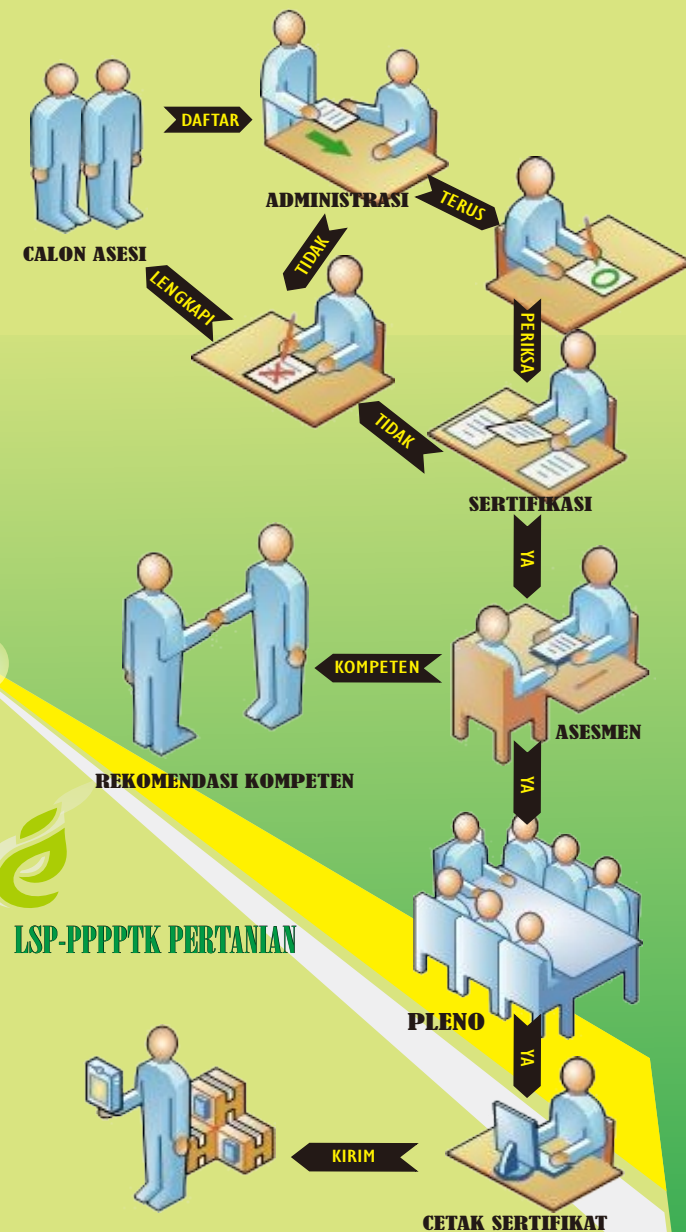 DAFTAR
ADMINISTRASI
TERUS
CALON ASESI
TIDAK
LENGKAPI
PERIKSA
TIDAK
SERTIFIKASI
YA
KOMPETEN
ASESMEN
REKOMENDASI KOMPETEN
YA
LSP-PPPPTK PERTANIAN
PLENO
YA
KIRIM
CETAK SERTIFIKAT